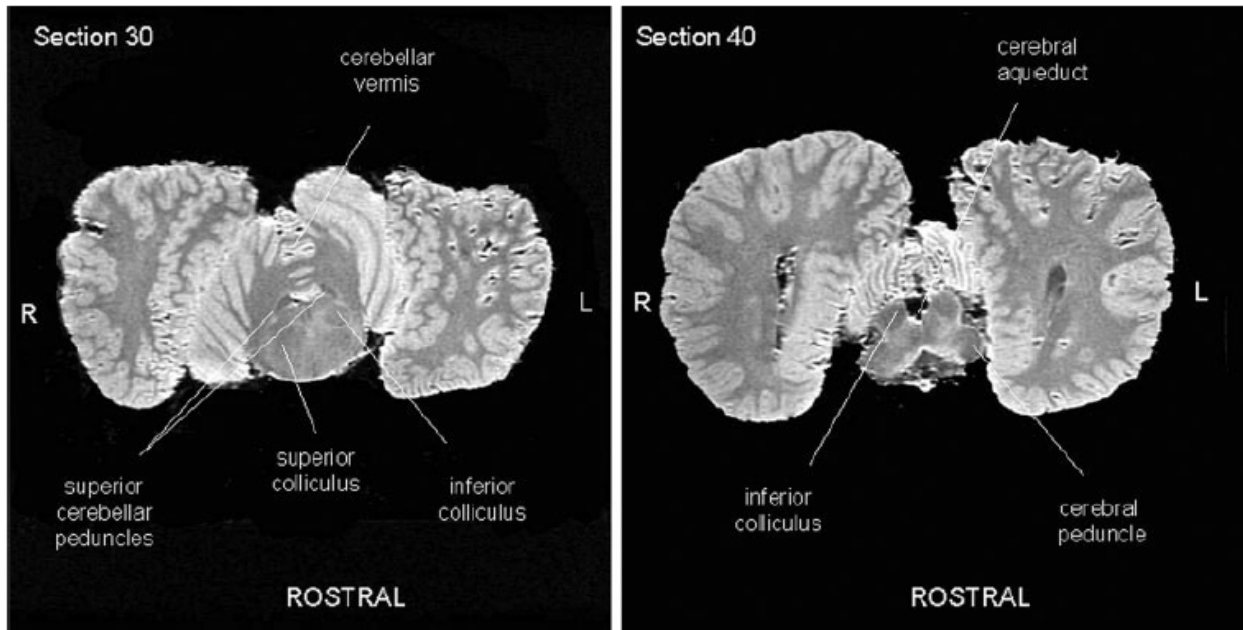 Section 30
cerebellar
vermis
R
L
superior
cerebellar
peduncles
superior
colliculus
inferior
colliculus
ROSTRAL
Section 40
cerebral
aqueduct
R
L
inferior
colliculus
cerebral
peduncle
ROSTRAL